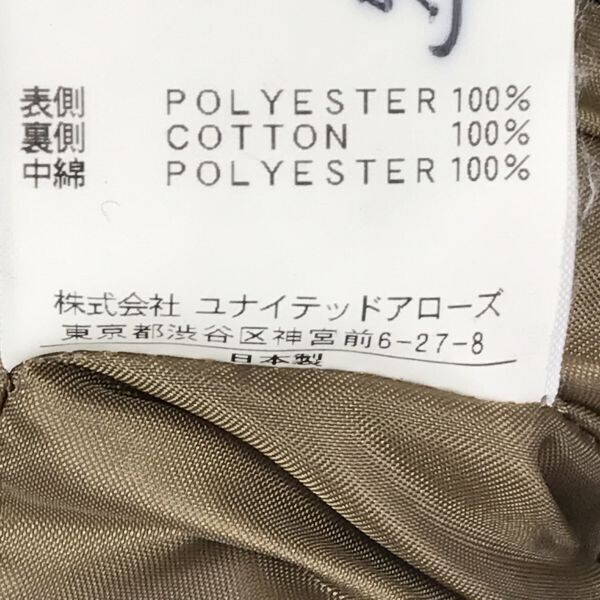 表側 POLYESTER 100%
裏側 COTTON 100%
中綿 POLYESTER 100%
株式会社 ユナイテッドアローズ
東京都渋谷区神宮前6-27-8
日本製